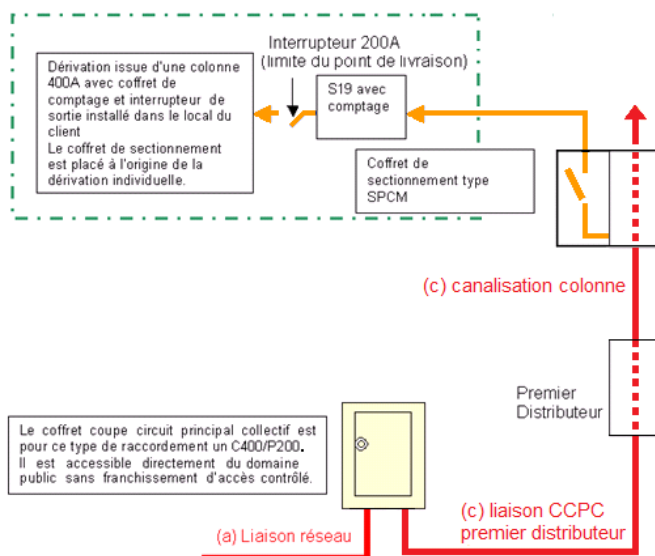 Interrupteur 200A
(limite du point de livraison)
Dérivation issue d'une colonne
400A avec coffret de
comptage et interrupteur de
sortie installé dans le local du
client
Le coffret de sectionnement
est placé à l'origine de la
dérivation individuelle.
S19 avec
comptage
Coffret de
sectionnement type
SPCM
(c) canalisation colonne
Premier
Distributeur
Le coffret coupe circuit principal collectif est
pour ce type de raccordement un C400/P200.
Il est accessible directement du domaine
public sans franchissement d'accès contrôlé.
(a) Liaison réseau
(c) liaison CCPC
premier distributeur